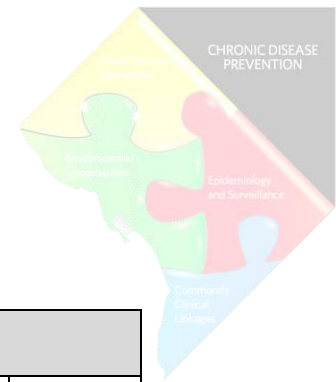 CHRONIC DISEASE
PREVENTION
Environmental
Approaches
Epidemiology
and Surveillance
Community
Clinical
Linkages